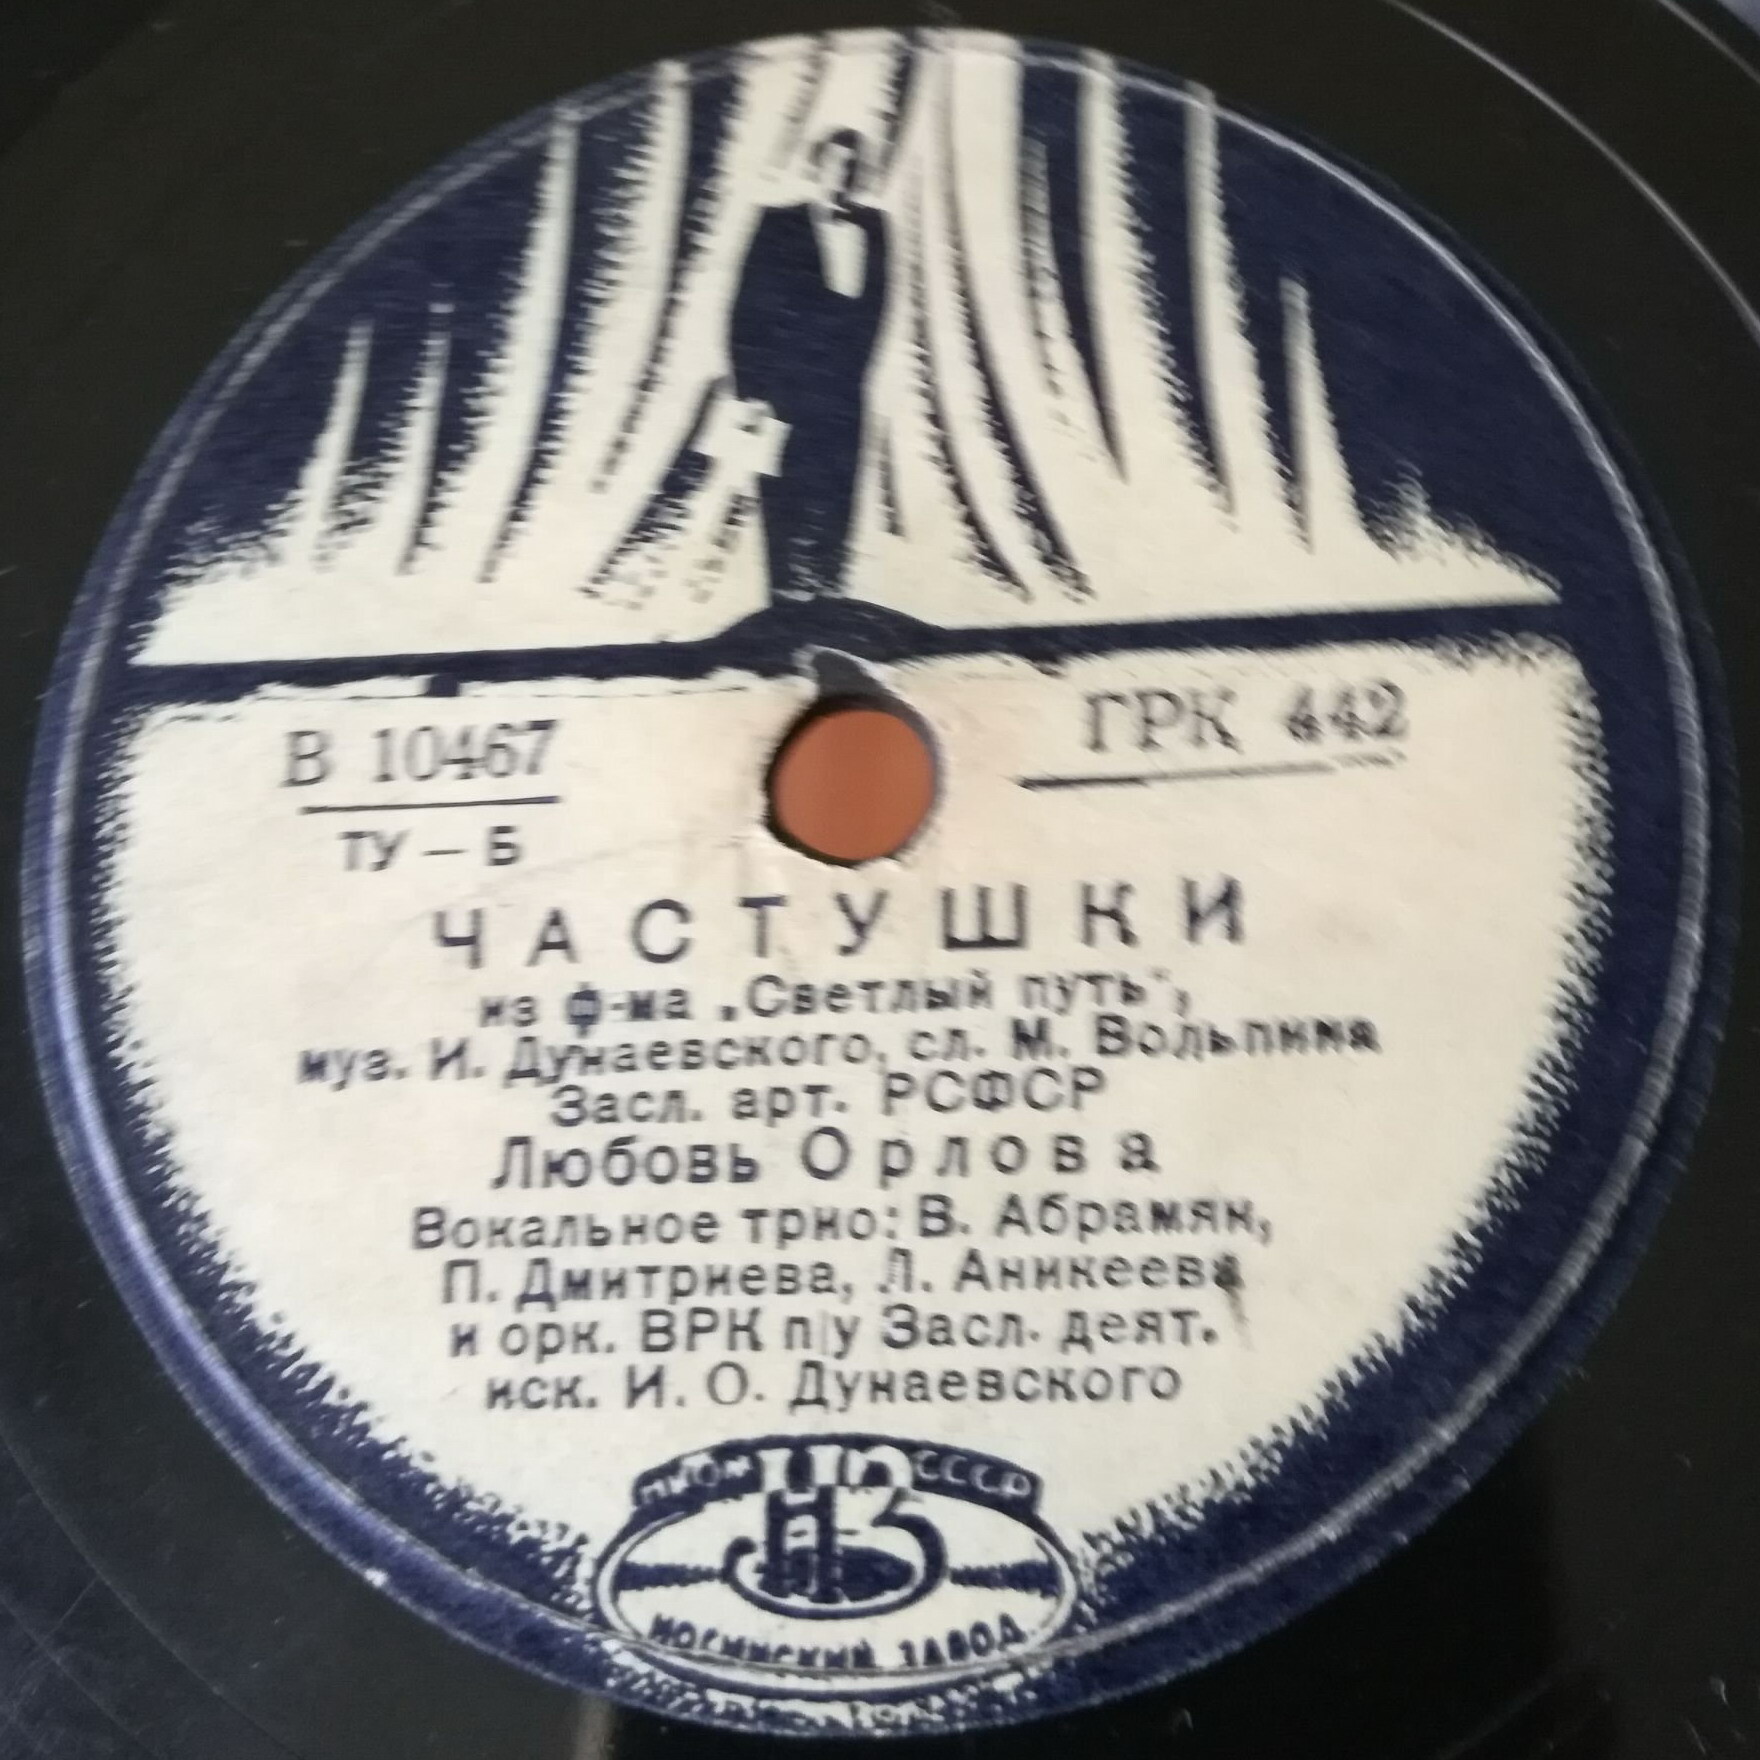 В 10467 ГРК 442
ТУ – Б
ЧАСТУШКИ
из ф-ма „Светлый путь",
муз. И. Дунаевского, сл. М. Вольпина
Засл. арт. РСФСР
Любовь Орлова
Вокальное трио: В. Абрамян,
П. Дмитриева, Л. Аникеева
и орк. ВРК п/у Засл. деят.
иск. И. О. Дунаевского
СССР
НЗ
НОГИНСКИЙ ЗАВОД